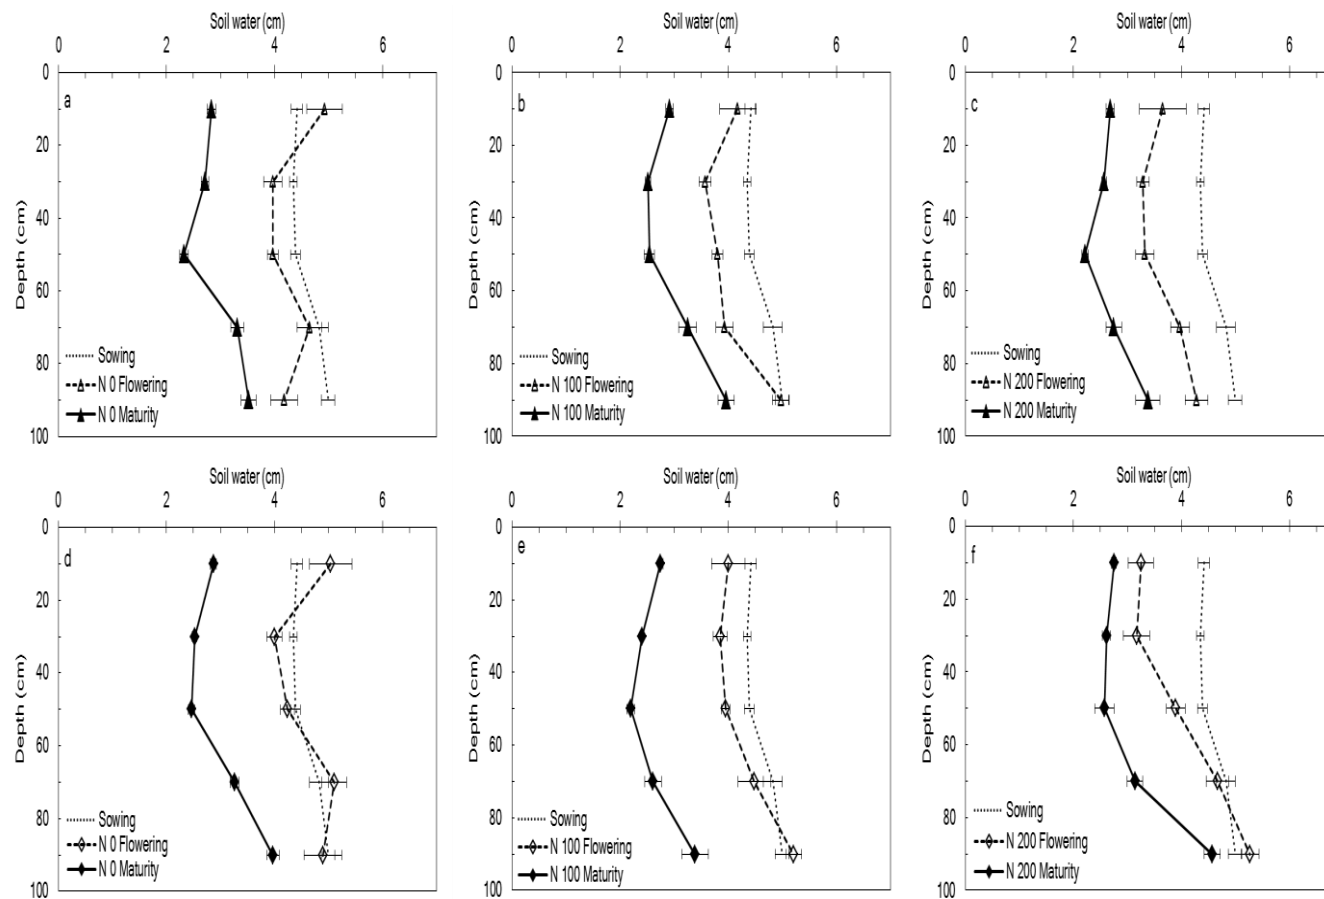 Soil water (cm)
0 2 4 6
0
20
40
60
80
100
Depth (cm)
a
Sowing
N 0 Flowering
N 0 Maturity
Soil water (cm)
0 2 4 6
0
20
40
60
80
100
Depth (cm)
b
Sowing
N 100 Flowering
N 100 Maturity
Soil water (cm)
0 2 4 6
0
20
40
60
80
100
Depth (cm)
c
Sowing
N 200 Flowering
N 200 Maturity
Soil water (cm)
0 2 4 6
0
20
40
60
80
100
Depth (cm)
d
Sowing
N 0 Flowering
N 0 Maturity
Soil water (cm)
0 2 4 6
0
20
40
60
80
100
Depth (cm)
e
Sowing
N 100 Flowering
N 100 Maturity
Soil water (cm)
0 2 4 6
0
20
40
60
80
100
Depth (cm)
f
Sowing
N 200 Flowering
N 200 Maturity